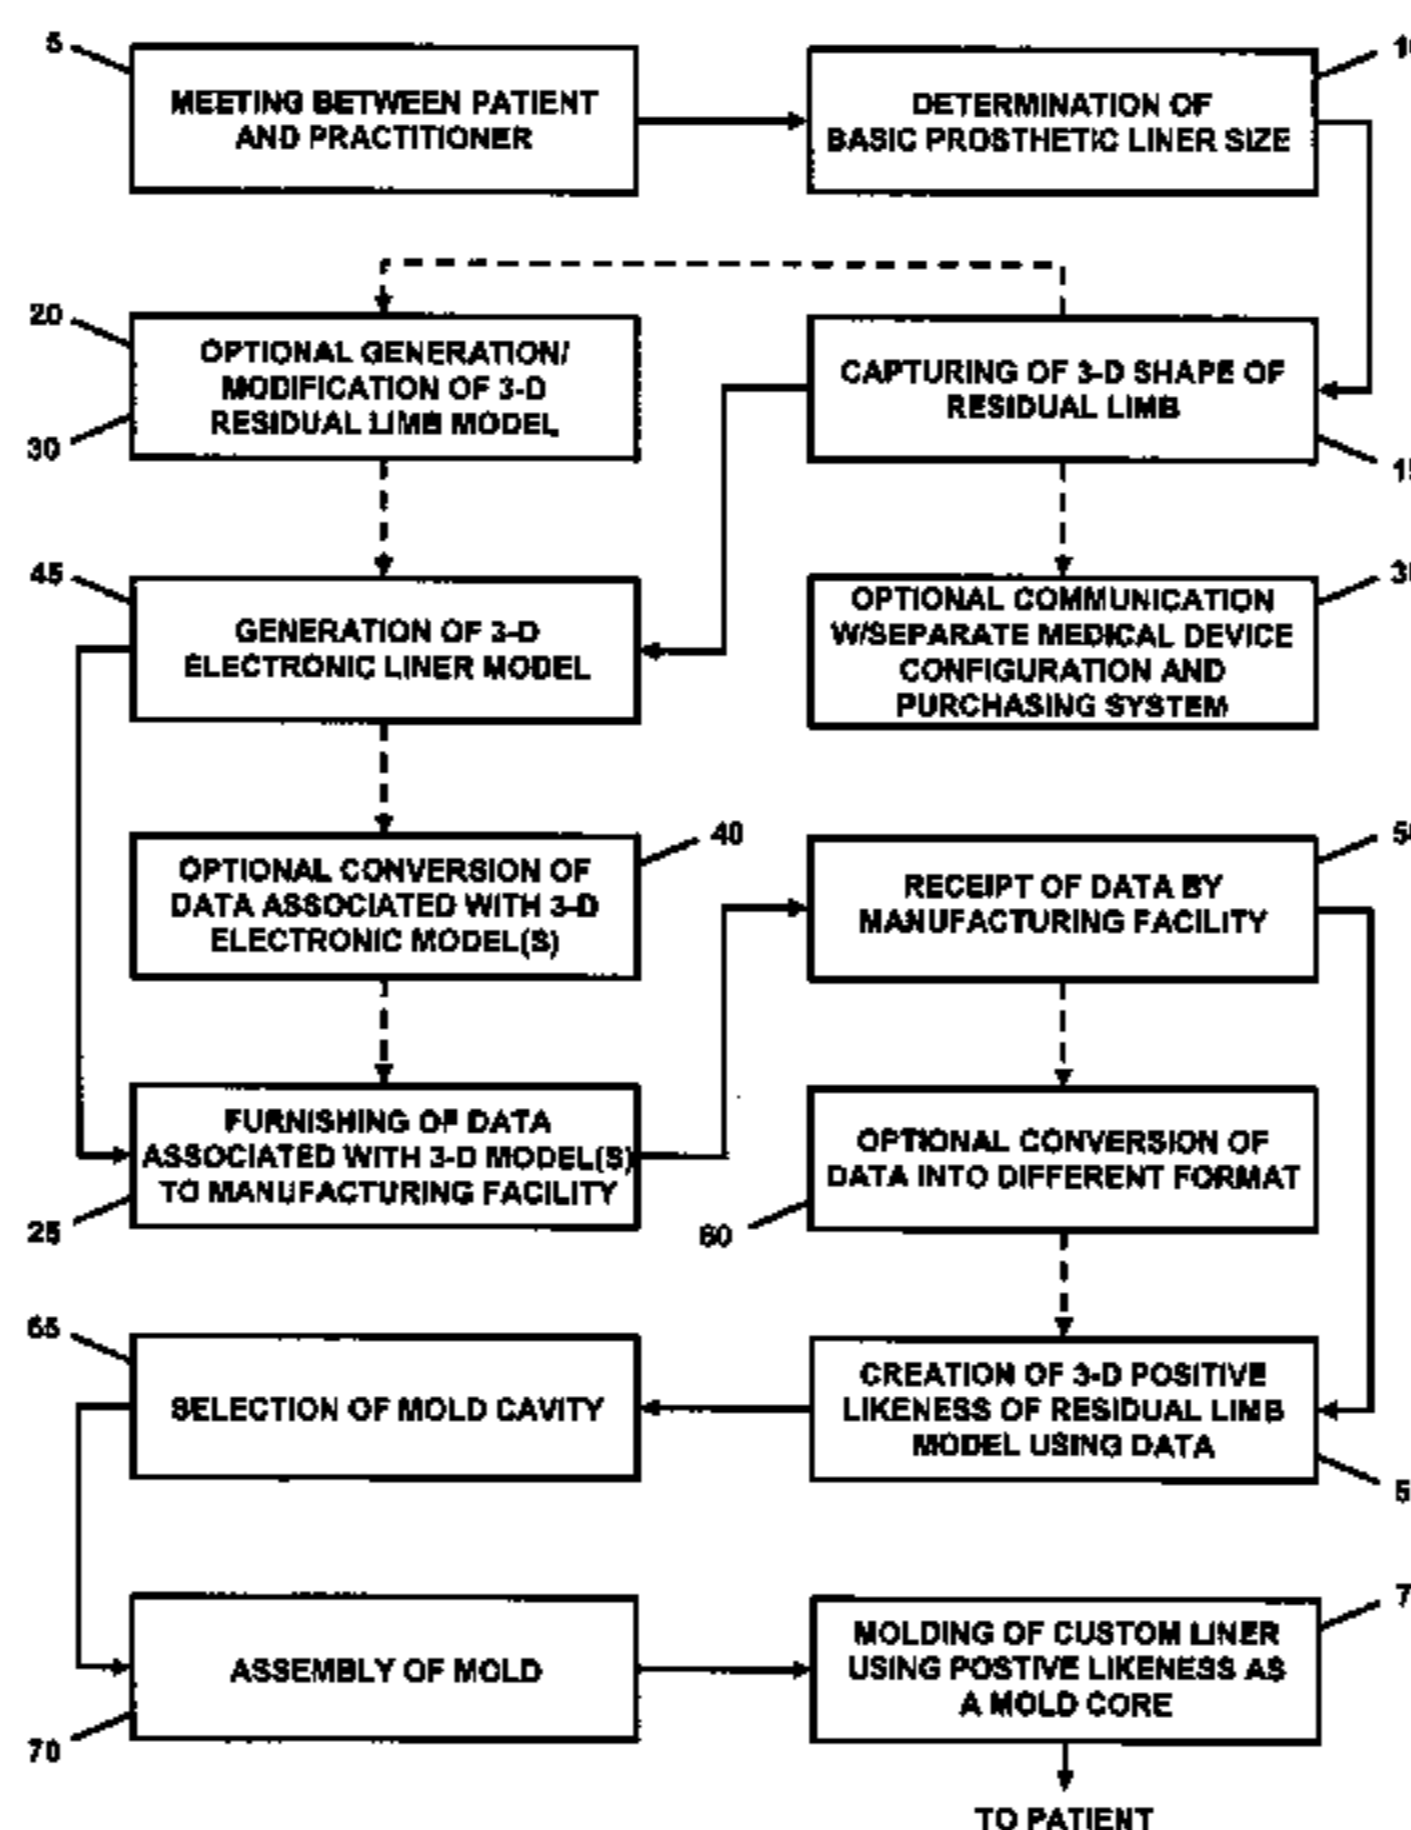 5
MEETING BETWEEN PATIENT
AND PRACTITIONER
DETERMINATION OF
BASIC PROSTHETIC LINER SIZE
20
OPTIONAL GENERATION/
MODIFICATION OF 3-D
RESIDUAL LIMB MODEL
30
CAPTURING OF 3-D SHAPE OF
RESIDUAL LIMB
45
GENERATION OF 3-D
ELECTRONIC LINER MODEL
OPTIONAL COMMUNICATION
W/SEPARATE MEDICAL DEVICE
CONFIGURATION AND
PURCHASING SYSTEM
OPTIONAL CONVERSION OF
DATA ASSOCIATED WITH 3-D
ELECTRONIC MODEL(S)
40
RECEIPT OF DATA BY
MANUFACTURING FACILITY
FURNISHING OF DATA
ASSOCIATED WITH 3-D MODEL(S)
TO MANUFACTURING FACILITY
25
OPTIONAL CONVERSION OF
DATA INTO DIFFERENT FORMAT
60
65
SELECTION OF MOLD CAVITY
CREATION OF 3-D POSITIVE
LIKENESS OF RESIDUAL LIMB
MODEL USING DATA
ASSEMBLY OF MOLD
70
MOLDING OF CUSTOM LINER
USING POSTIVE LIKENESS AS
A MOLD CORE
TO PATIENT